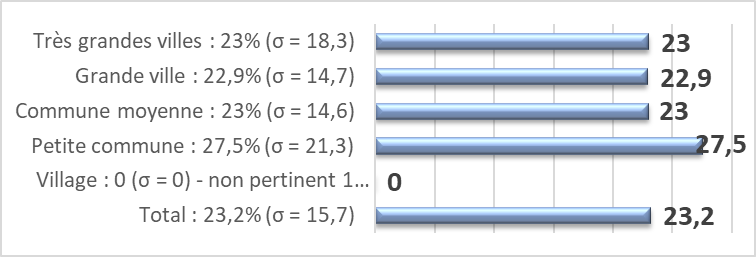 Très grandes villes : 23% (σ = 18,3) 23
Grande ville : 22,9% (σ = 14,7) 22,9
Commune moyenne : 23% (σ = 14,6) 23
Petite commune : 27,5% (σ = 21,3) 27,5
Village : 0 (σ = 0) - non pertinent 1… 0
Total : 23,2% (σ = 15,7) 23,2